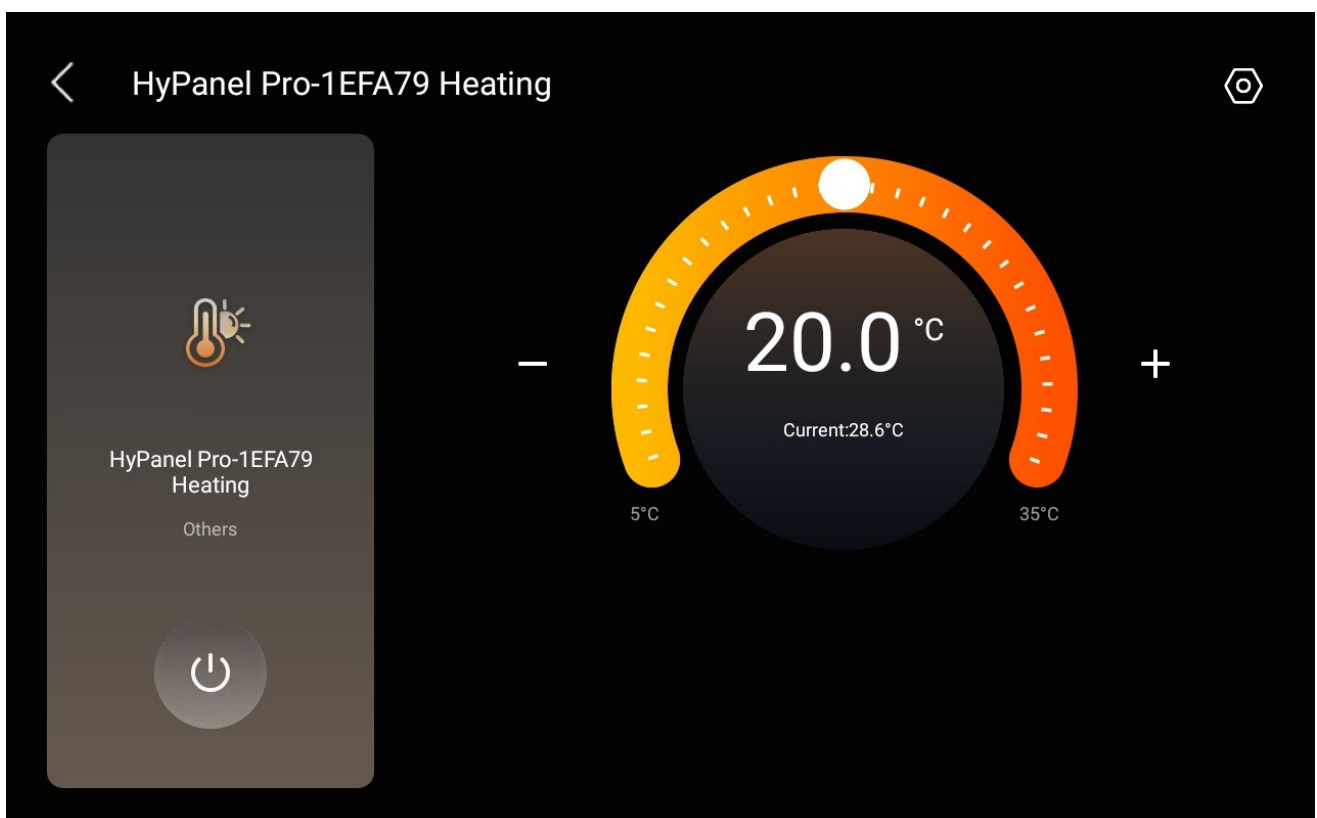 HyPanel Pro-1EFA79 Heating
HyPanel Pro-1EFA79
Heating
Others
20.0 °C
Current:28.6°C
5°C
35°C